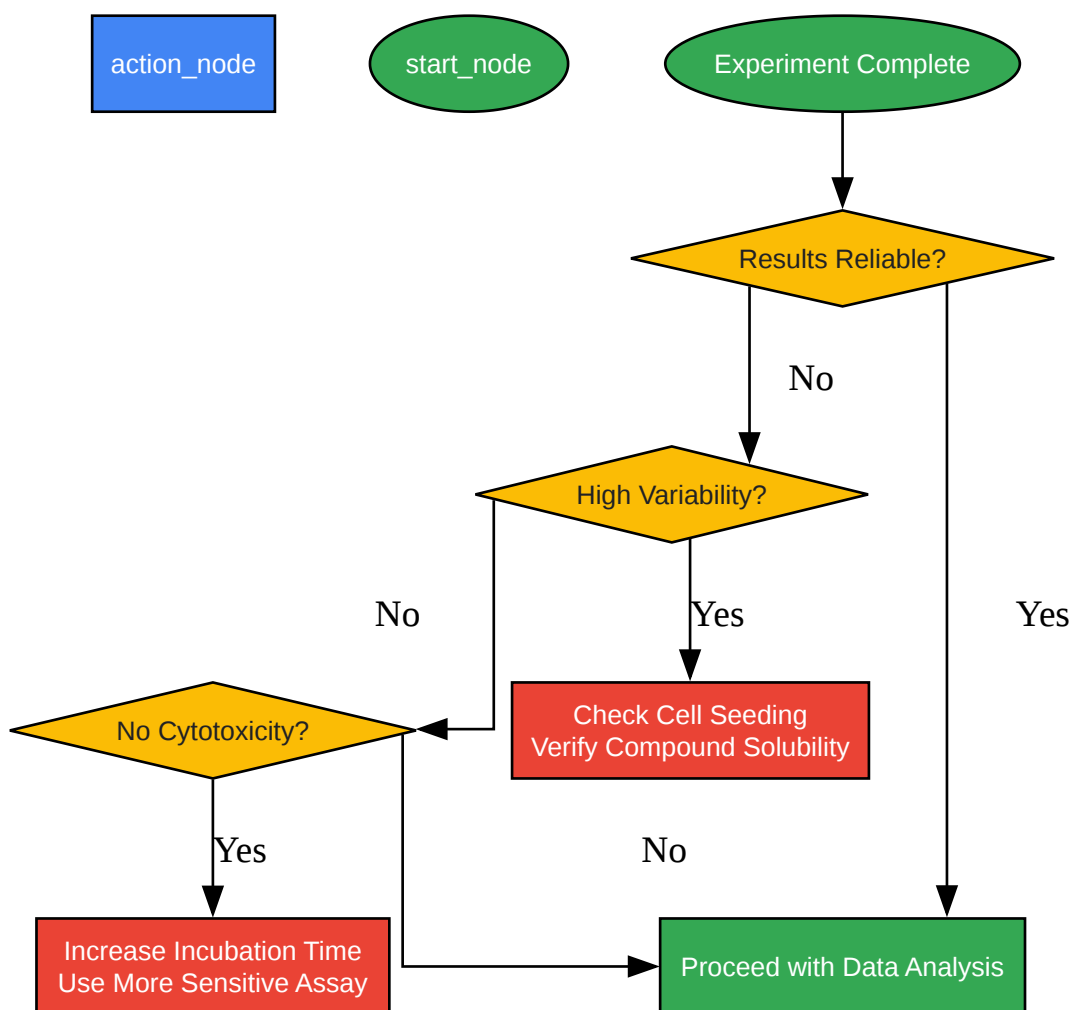 action_node
start_node
Experiment Complete
Results Reliable?
No
High Variability?
No
Yes
Yes
No Cytotoxicity?
Check Cell Seeding
Verify Compound Solubility
Yes
No
Increase Incubation Time
Use More Sensitive Assay
Proceed with Data Analysis